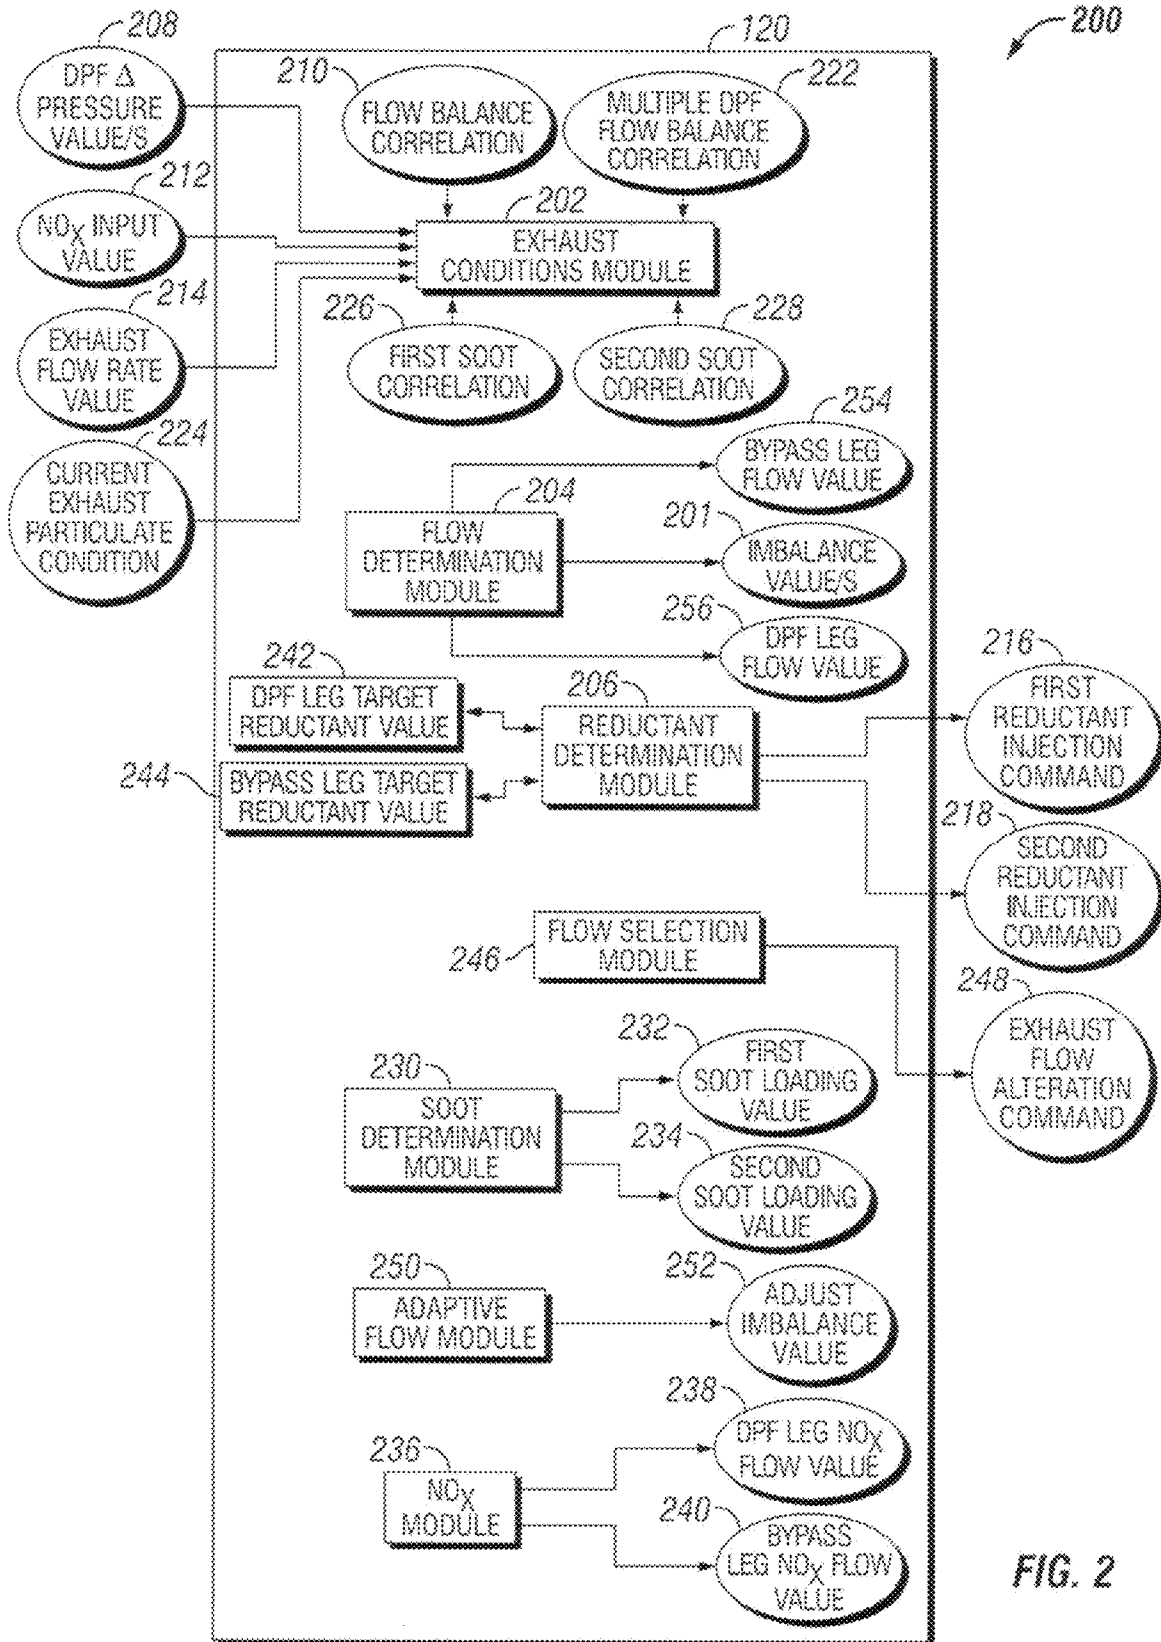 200
208
DPF Δ
PRESSURE
VALUE/S
120
210
FLOW BALANCE
CORRELATION
222
MULTIPLE DPF
FLOW BALANCE
CORRELATION
212
NOX INPUT
VALUE
202
EXHAUST
CONDITIONS MODULE
214
EXHAUST
FLOW RATE
VALUE
226
FIRST SOOT
CORRELATION
228
SECOND SOOT
CORRELATION
224
CURRENT
EXHAUST
PARTICULATE
CONDITION
254
BYPASS LEG
FLOW VALUE
204
FLOW
DETERMINATION
MODULE
201
IMBALANCE
VALUE/S
256
DPF LEG
FLOW VALUE
242
DPF LEG TARGET
REDUCTANT VALUE
206
REDUCTANT
DETERMINATION
MODULE
216
FIRST
REDUCTANT
INJECTION
COMMAND
244
BYPASS LEG TARGET
REDUCTANT VALUE
218
SECOND
REDUCTANT
INJECTION
COMMAND
246
FLOW SELECTION
MODULE
248
EXHAUST
FLOW
ALTERATION
COMMAND
232
FIRST
SOOT LOADING
VALUE
230
SOOT
DETERMINATION
MODULE
234
SECOND
SOOT LOADING
VALUE
250
ADAPTIVE
FLOW MODULE
252
ADJUST
IMBALANCE
VALUE
238
DPF LEG NOX
FLOW VALUE
236
NOX
MODULE
240
BYPASS
LEG NOX FLOW
VALUE
FIG. 2